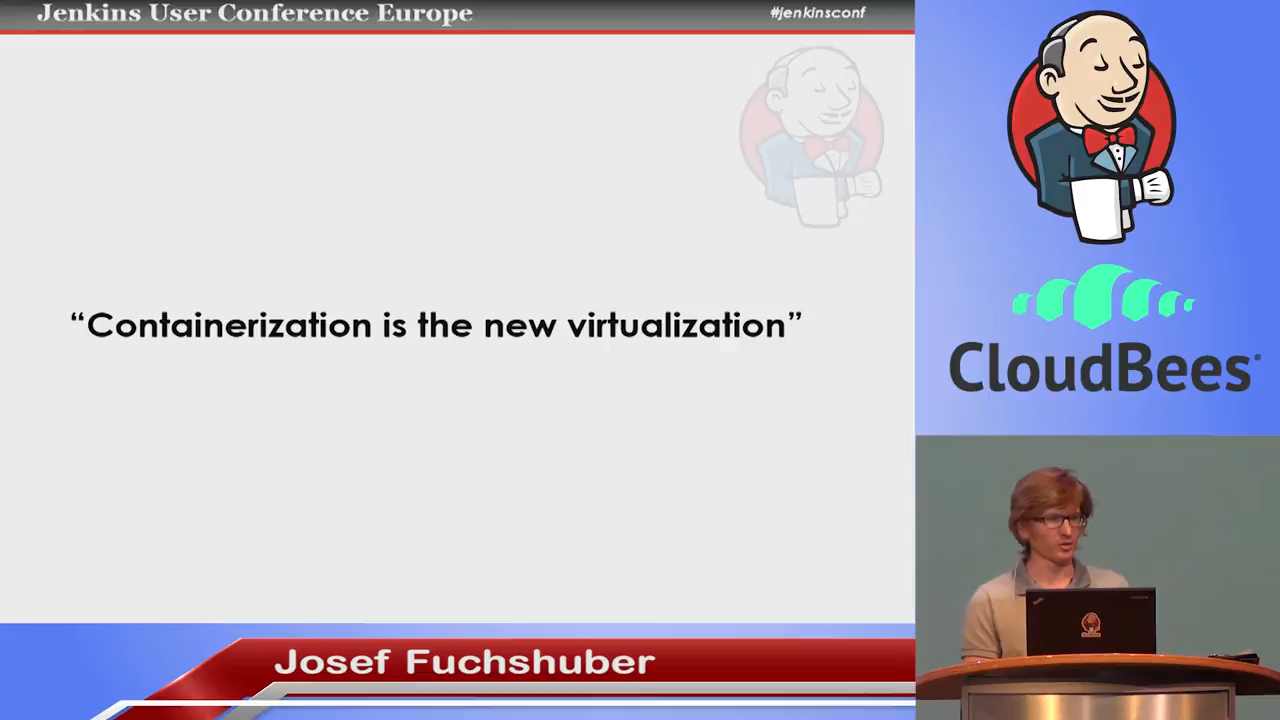 Jenkins User Conference Europe
#jenkinsconf
“Containerization is the new virtualization”
CloudBees
Josef Fuchshuber